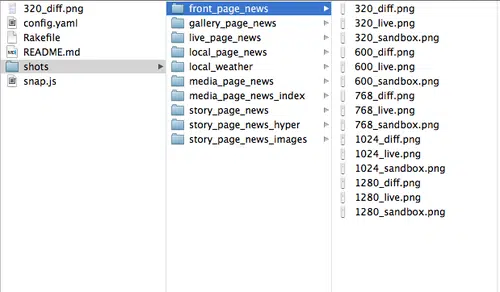 320_diff.png
config.yaml
Rakefile
README.md
shots
snap.js
front_page_news
gallery_page_news
live_page_news
local_page_news
local_weather
media_page_news
media_page_news_index
story_page_news
story_page_news_hyper
story_page_news_images
320_diff.png
320_live.png
320_sandbox.png
600_diff.png
600_live.png
600_sandbox.png
768_diff.png
768_live.png
768_sandbox.png
1024_diff.png
1024_live.png
1024_sandbox.png
1280_diff.png
1280_live.png
1280_sandbox.png